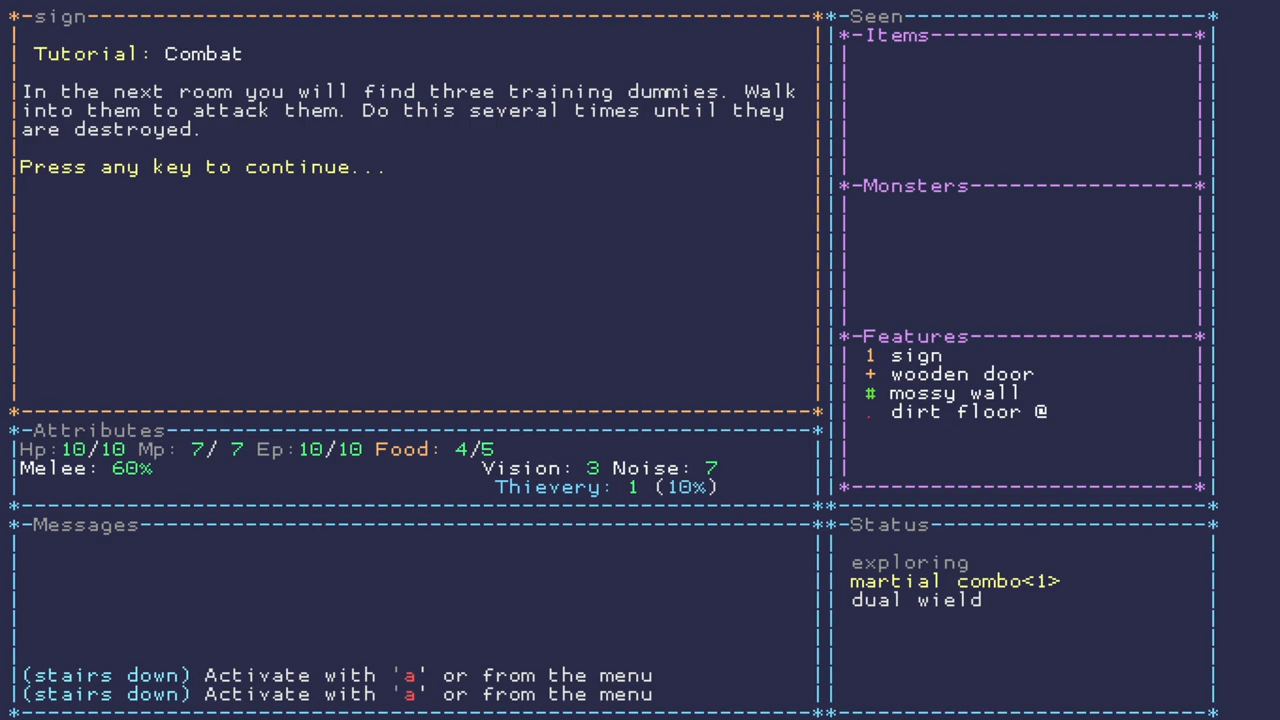 sign
Tutorial: Combat
In the next room you will find three training dummies. Walk
into them to attack them. Do this several times until they
are destroyed.
Press any key to continue...
Attributes
Hp:10/10 Mp: 7/ 7 Ep:10/10 Food: 4/5
Melee: 60% Vision: 3 Noise: 7
Thievery: 1 (10%)
Messages
(stairs down) Activate with 'a' or from the menu
(stairs down) Activate with 'a' or from the menu
Seen
Items
Monsters
Features
1 sign
+ wooden door
# mossy wall
. dirt floor @
Status
exploring
martial combo<1>
dual wield